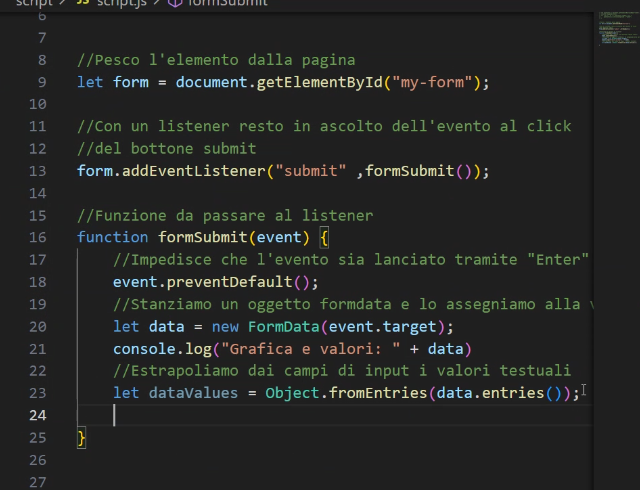 script > JS script.js > formSubmit
6
7
8 //Pesco l'elemento dalla pagina
9 let form = document.getElementById("my-form");
10
11 //Con un listener resto in ascolto dell'evento al click
12 //del bottone submit
13 form.addEventListener("submit" ,formSubmit());
14
15 //Funzione da passare al listener
16 function formSubmit(event) {
17 //Impedisce che l'evento sia lanciato tramite "Enter"
18 event.preventDefault();
19 //Stanziamo un oggetto formdata e lo assegniamo alla v
20 let data = new FormData(event.target);
21 console.log("Grafica e valori: " + data)
22 //Estrapoliamo dai campi di input i valori testuali
23 let dataValues = Object.fromEntries(data.entries());
24
25 }
26
27